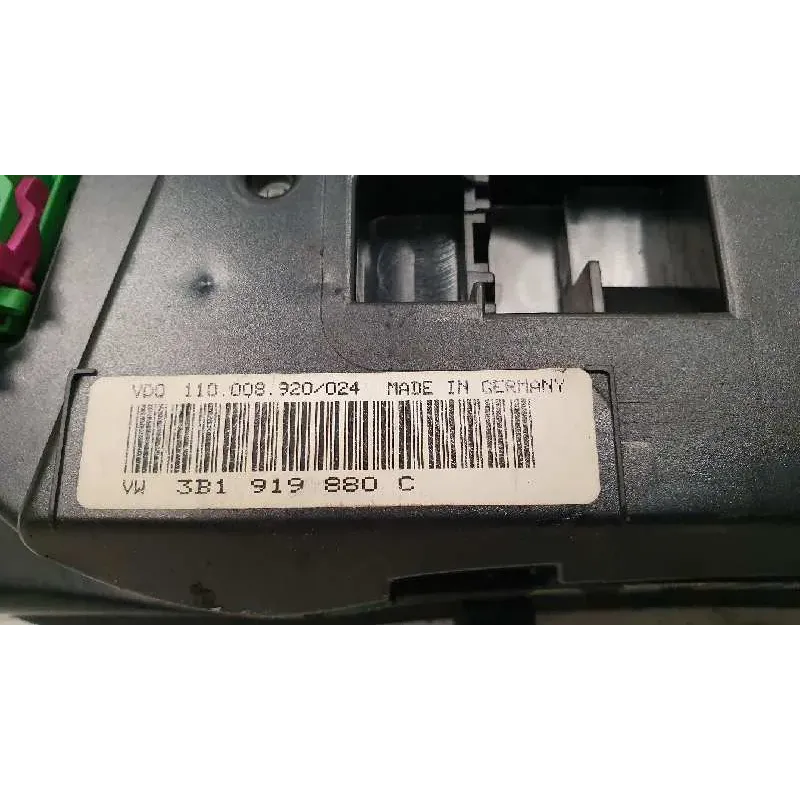 VDO 110.008.920/024 MADE IN GERMANY
VW 3B1 919 880 C